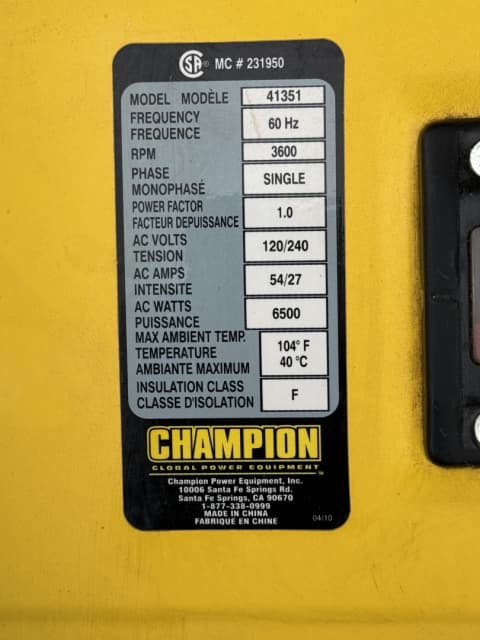 CSA® MC # 231950
MODEL MODÈLE 41351
FREQUENCY
FREQUENCE 60 Hz
RPM 3600
PHASE
MONOPHASÉ SINGLE
POWER FACTOR
FACTEUR DEPUISSANCE 1.0
AC VOLTS
TENSION 120/240
AC AMPS
INTENSITE 54/27
AC WATTS
PUISSANCE 6500
MAX AMBIENT TEMP.
TEMPERATURE
AMBIANTE MAXIMUM
104° F
40 °C
INSULATION CLASS
CLASSE D'ISOLATION F
CHAMPION
GLOBAL POWER EQUIPMENT
Champion Power Equipment, Inc.
10006 Santa Fe Springs Rd.
Santa Fe Springs, CA 90670
1-877-338-0999
MADE IN CHINA
FABRIQUE EN CHINE
04/10